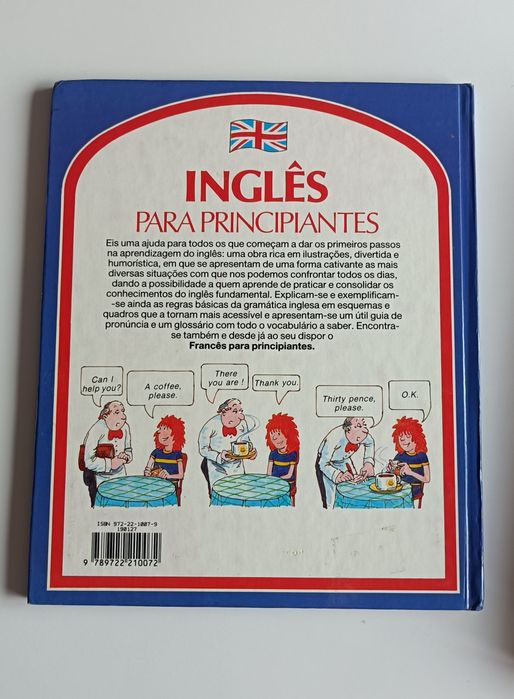 INGLÊS
PARA PRINCIPIANTES
Eis uma ajuda para todos os que começam a dar os primeiros passos
na aprendizagem do inglês: uma obra rica em ilustrações, divertida e
humorística, em que se apresentam de uma forma cativante as mais
diversas situações com que nos podemos confrontar todos os dias,
dando a possibilidade a quem aprende de praticar e consolidar os
conhecimentos do inglês fundamental. Explicam-se e exemplificam-
-se ainda as regras básicas da gramática inglesa em esquemas e
quadros que a tornam mais acessível e apresentam-se um útil guia de
pronúncia e um glossário com todo o vocabulário a saber. Encontra-
se também e desde já ao seu dispor o
Francês para principiantes.
Can I
help you?
A coffee,
please.
There
you are !
Thank you.
Thirty pence,
please.
O.K.
ISBN 972-22-1007-9
190127
9 789722 210072